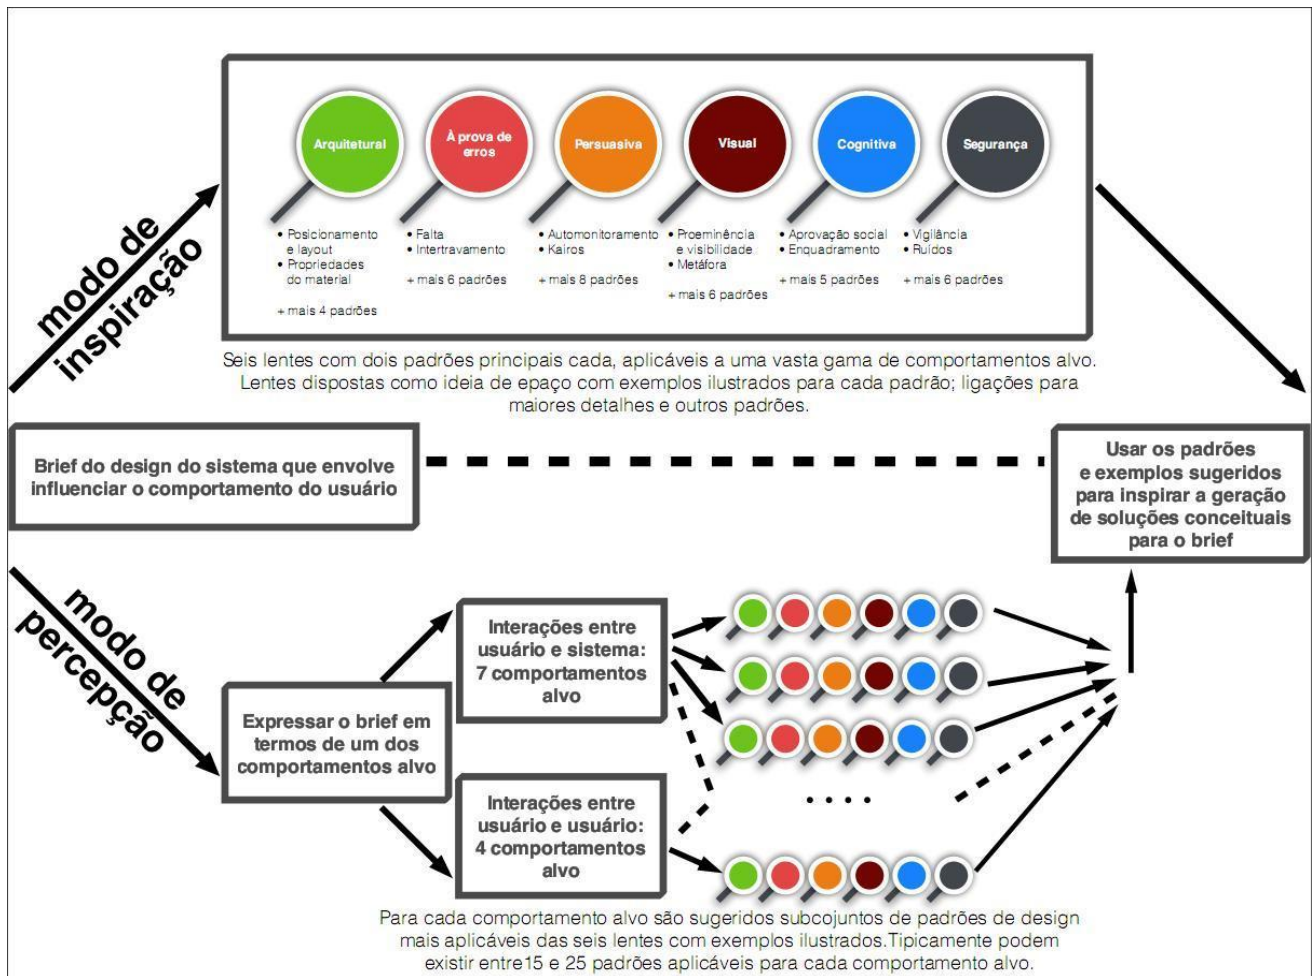 modo de
inspiração
Arquitetural
À prova de
erros
Persuasiva
Visual
Cognitiva
Segurança
• Posicionamento
e layout
• Propriedades
do material
+ mais 4 padrões
• Falta
• Intertravamento
+ mais 6 padrões
• Automonitoramento
• Kairos
+ mais 8 padrões
• Proeminência
e visibilidade
• Metáfora
+ mais 6 padrões
• Aprovação social
• Enquadramento
+ mais 5 padrões
• Vigilância
• Ruídos
+ mais 6 padrões
Seis lentes com dois padrões principais cada, aplicáveis a uma vasta gama de comportamentos alvo.
Lentes dispostas como ideia de epaço com exemplos ilustrados para cada padrão; ligações para
maiores detalhes e outros padrões.
Brief do design do sistema que envolve
influenciar o comportamento do usuário
Usar os padrões
e exemplos sugeridos
para inspirar a geração
de soluções conceituais
para o brief
modo de
percepção
Expressar o brief em
termos de um dos
comportamentos alvo
Interações entre
usuário e sistema:
7 comportamentos
alvo
Interações entre
usuário e usuário:
4 comportamentos
alvo
. . . .
Para cada comportamento alvo são sugeridos subcojuntos de padrões de design
mais aplicáveis das seis lentes com exemplos ilustrados.Tipicamente podem
existir entre15 e 25 padrões aplicáveis para cada comportamento alvo.